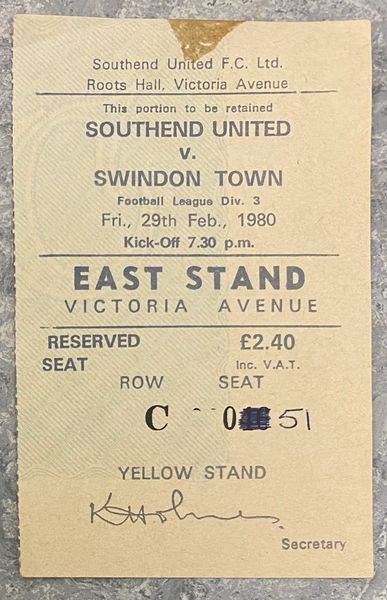 Southend United F.C. Ltd.
Roots Hall, Victoria Avenue
This portion to be retained
SOUTHEND UNITED
v.
SWINDON TOWN
Football League Div. 3
Fri., 29th Feb., 1980
Kick-Off 7.30 p.m.
EAST STAND
VICTORIA AVENUE
RESERVED £2.40
SEAT Inc. V.A.T.
ROW SEAT
C 0 51
YELLOW STAND
K Holmes.
Secretary